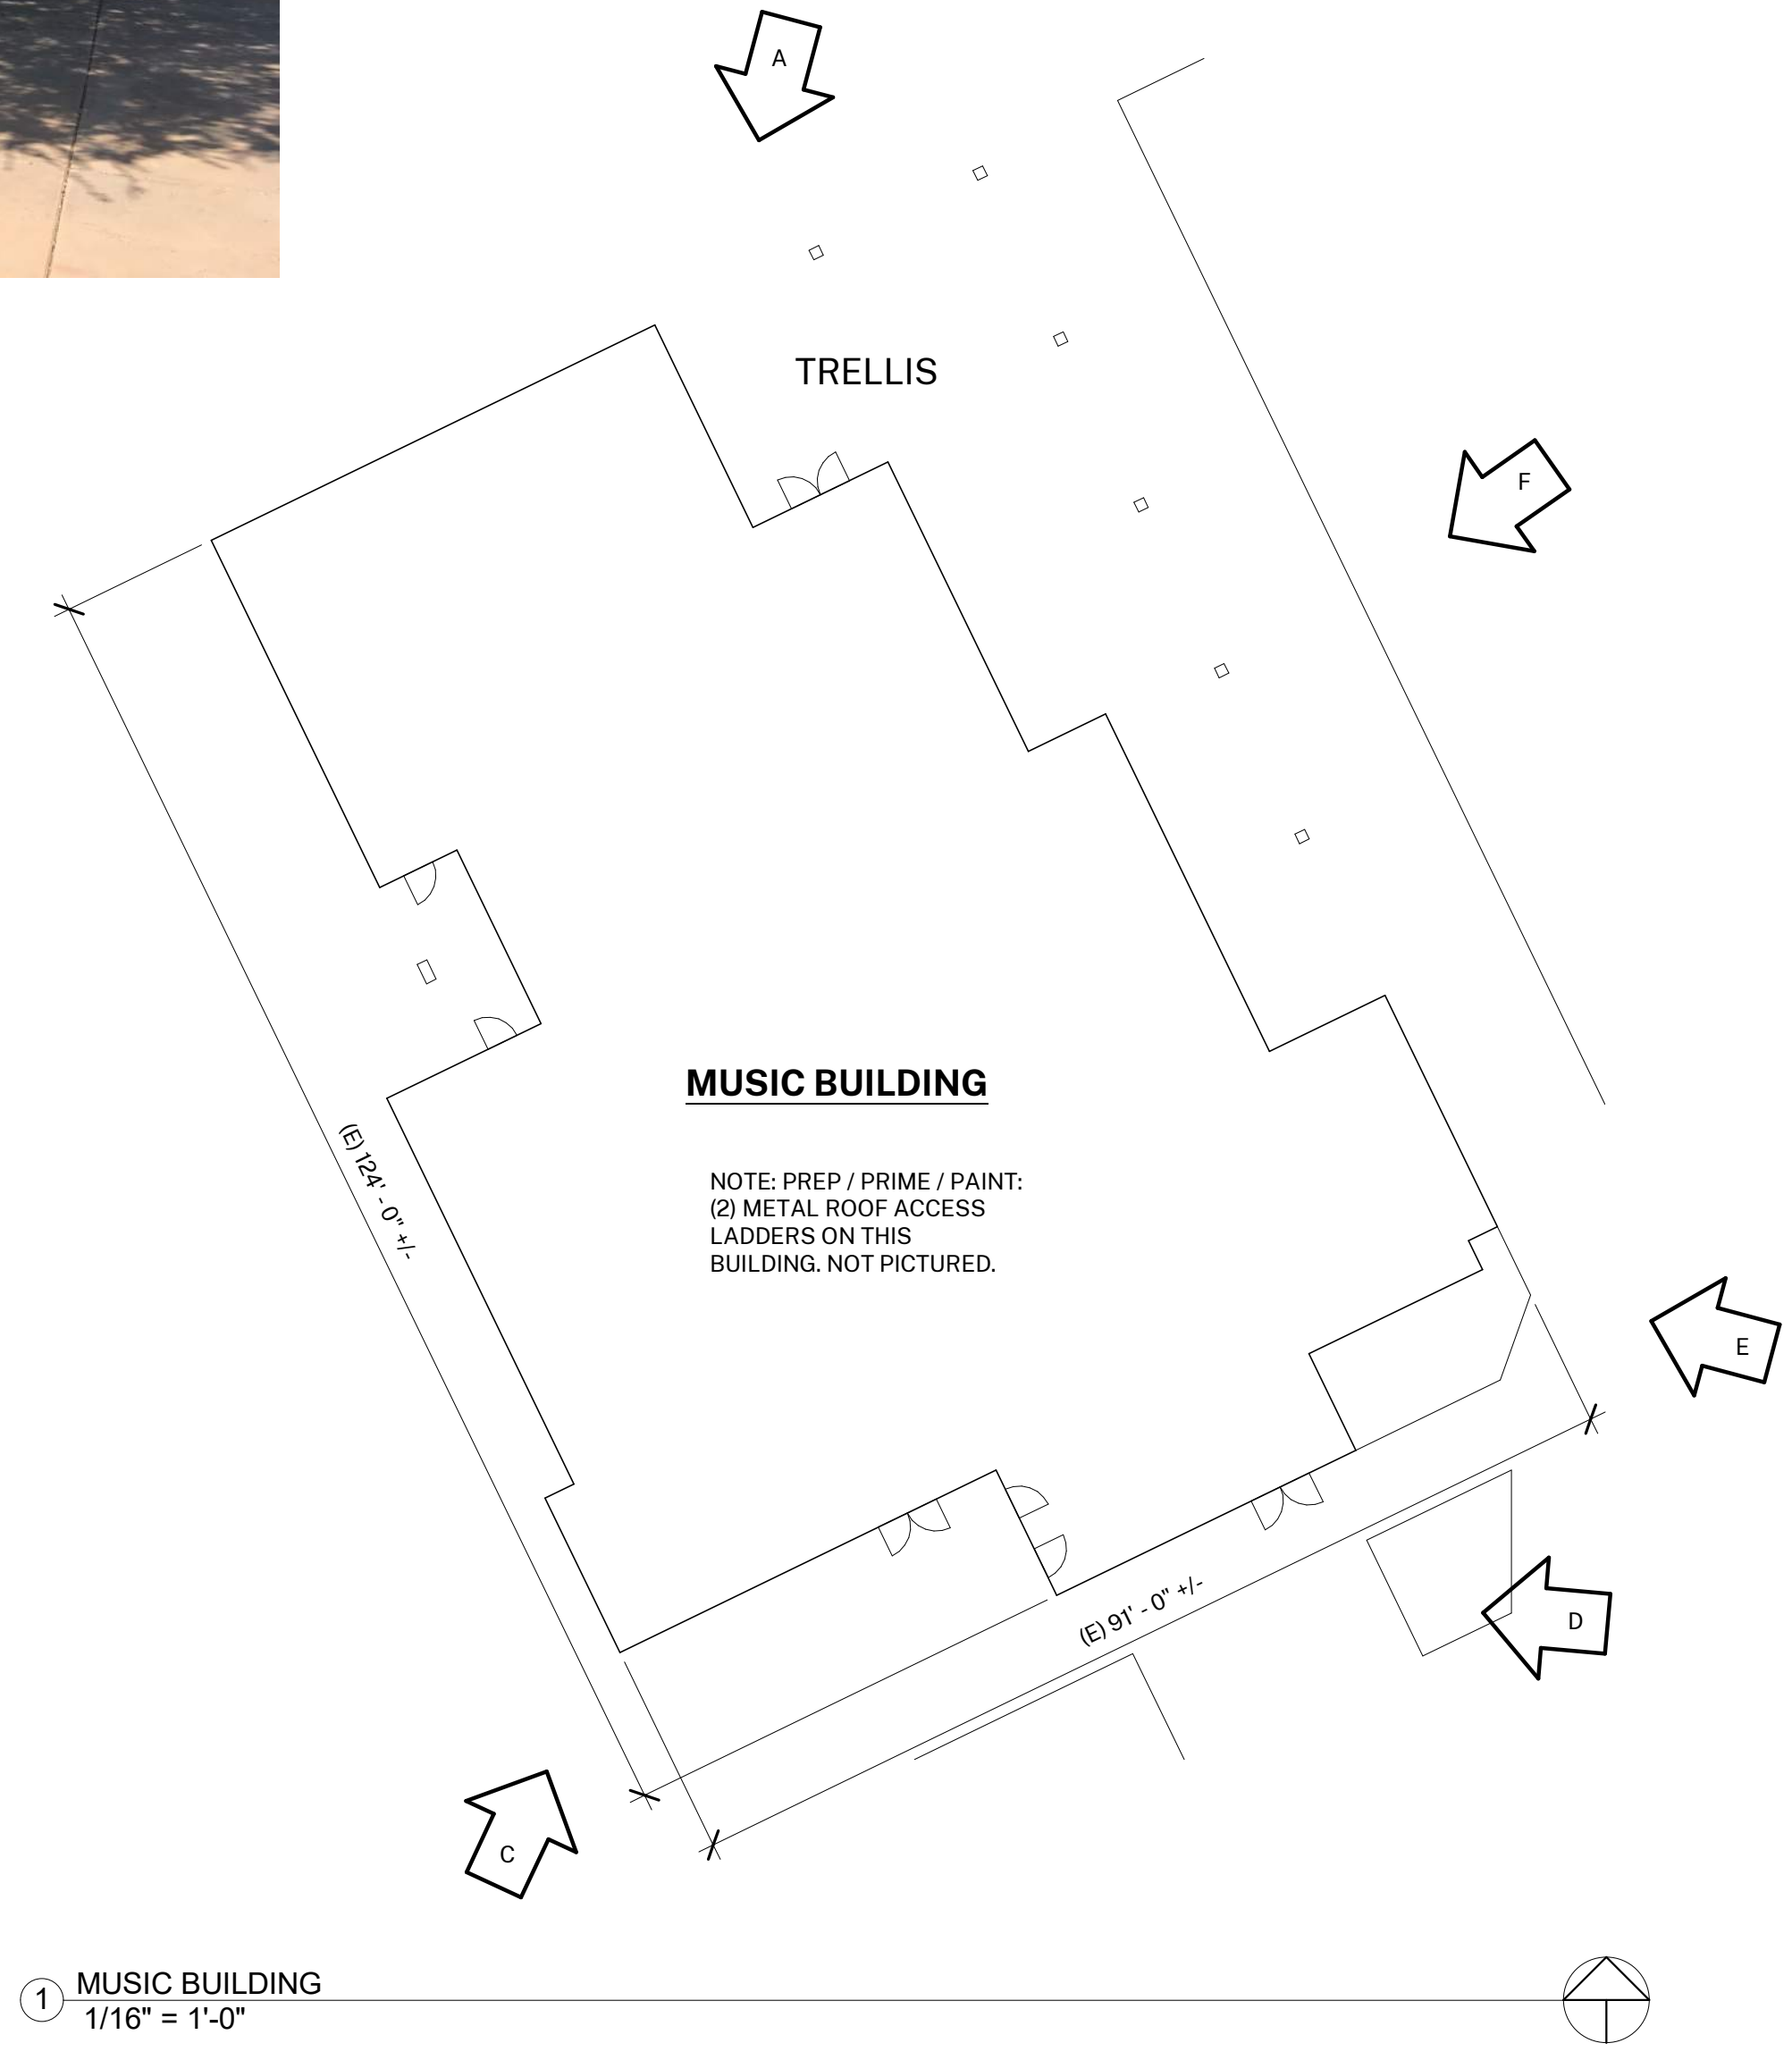 A
TRELLIS
F
MUSIC BUILDING
(E) 124' - 0" +/-
NOTE: PREP / PRIME / PAINT:
(2) METAL ROOF ACCESS
LADDERS ON THIS
BUILDING. NOT PICTURED.
E
(E) 91' - 0" +/-
D
C
1
MUSIC BUILDING
1/16" = 1'-0"